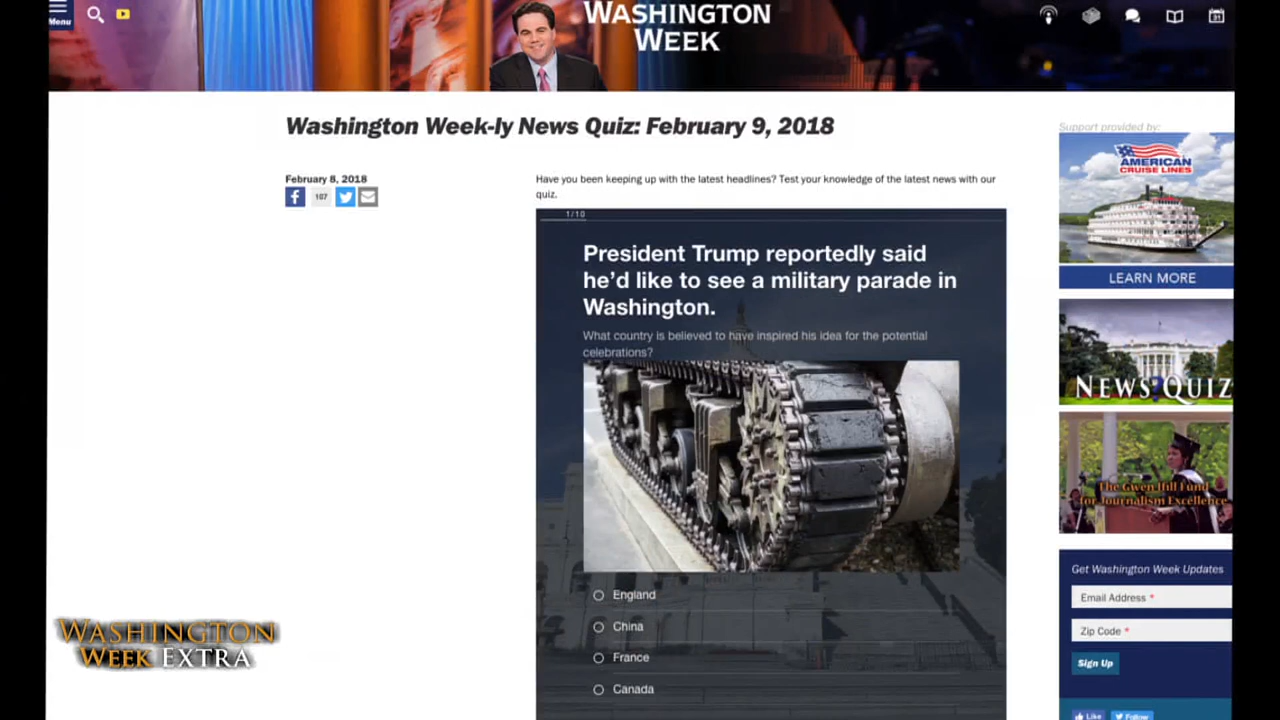 Menu
WASHINGTON
WEEK
31
Washington Week-ly News Quiz: February 9, 2018
February 8, 2018
107
Have you been keeping up with the latest headlines? Test your knowledge of the latest news with our
quiz.
1/10
President Trump reportedly said
he'd like to see a military parade in
Washington.
What country is believed to have inspired his idea for the potential
celebrations?
England
China
France
Canada
Support provided by:
AMERICAN
CRUISE LINES
LEARN MORE
NEWS?QUIZ
The Gwen Ifill Fund
for Journalism Excellence
Get Washington Week Updates
Email Address *
Zip Code *
Sign Up
Like
Follow
WASHINGTON
WEEK EXTRA